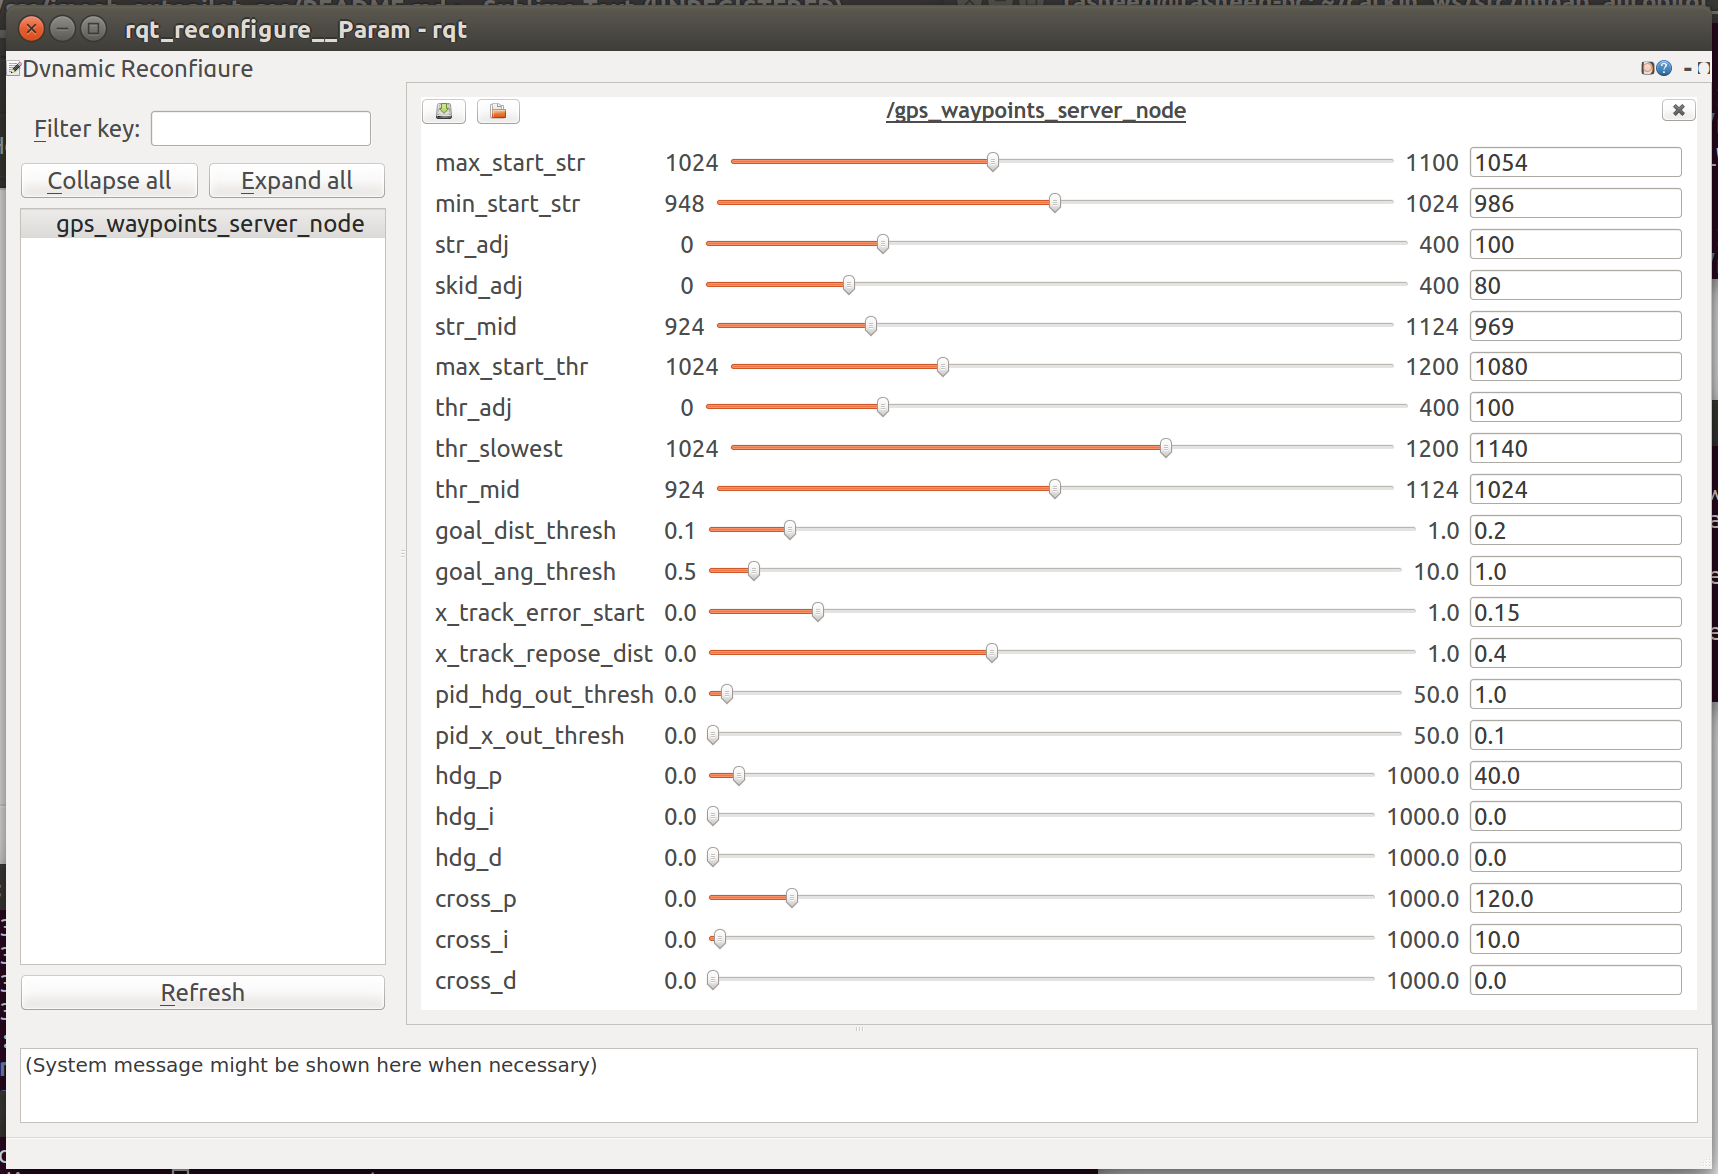 rqt_reconfigure__Param - rqt
Dynamic Reconfigure
Filter key:
Collapse all Expand all
gps_waypoints_server_node
Refresh
/gps_waypoints_server_node
max_start_str 1024 1100 1054
min_start_str 948 1024 986
str_adj 0 400 100
skid_adj 0 400 80
str_mid 924 1124 969
max_start_thr 1024 1200 1080
thr_adj 0 400 100
thr_slowest 1024 1200 1140
thr_mid 924 1124 1024
goal_dist_thresh 0.1 1.0 0.2
goal_ang_thresh 0.5 10.0 1.0
x_track_error_start 0.0 1.0 0.15
x_track_repose_dist 0.0 1.0 0.4
pid_hdg_out_thresh 0.0 50.0 1.0
pid_x_out_thresh 0.0 50.0 0.1
hdg_p 0.0 1000.0 40.0
hdg_i 0.0 1000.0 0.0
hdg_d 0.0 1000.0 0.0
cross_p 0.0 1000.0 120.0
cross_i 0.0 1000.0 10.0
cross_d 0.0 1000.0 0.0
(System message might be shown here when necessary)